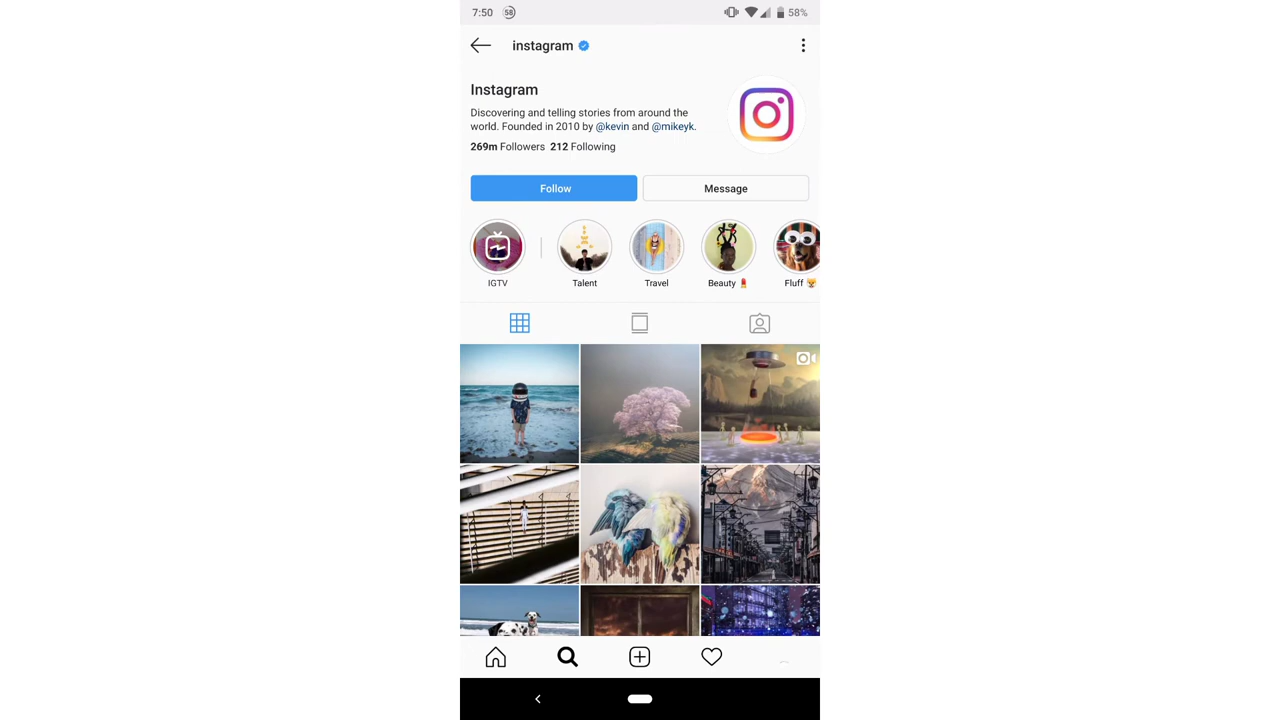 7:50 58 58%
instagram
Instagram
Discovering and telling stories from around the
world. Founded in 2010 by @kevin and @mikeyk.
269m Followers 212 Following
Follow Message
IGTV Talent Travel Beauty 💄 Fluff 🐶